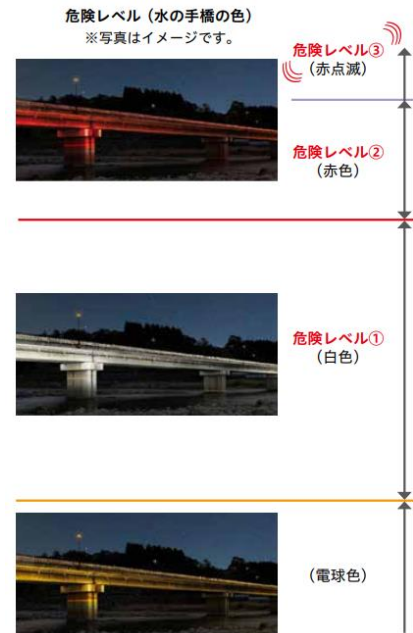 危険レベル（水の手橋の色）
※写真はイメージです。
危険レベル③
（赤点滅）
危険レベル②
（赤色）
危険レベル①
（白色）
（電球色）